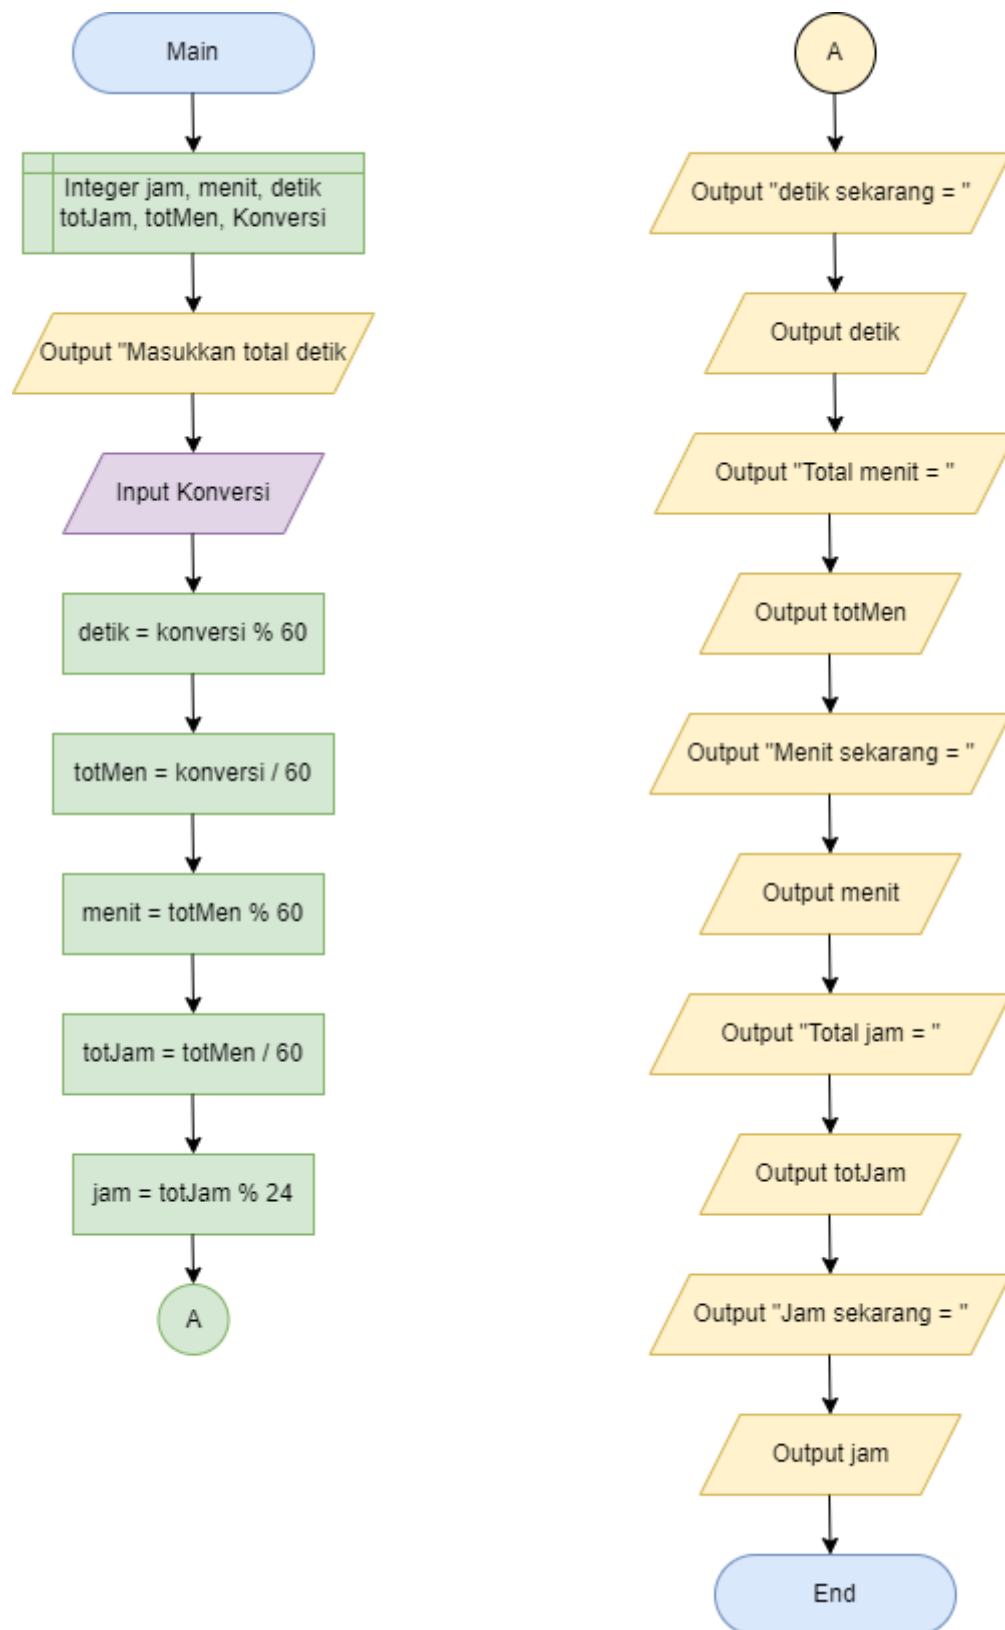 Main
Integer jam, menit, detik
totJam, totMen, Konversi
Output "Masukkan total detik
Input Konversi
detik = konversi % 60
totMen = konversi / 60
menit = totMen % 60
totJam = totMen / 60
jam = totJam % 24
A
A
Output "detik sekarang = "
Output detik
Output "Total menit = "
Output totMen
Output "Menit sekarang = "
Output menit
Output "Total jam = "
Output totJam
Output "Jam sekarang = "
Output jam
End